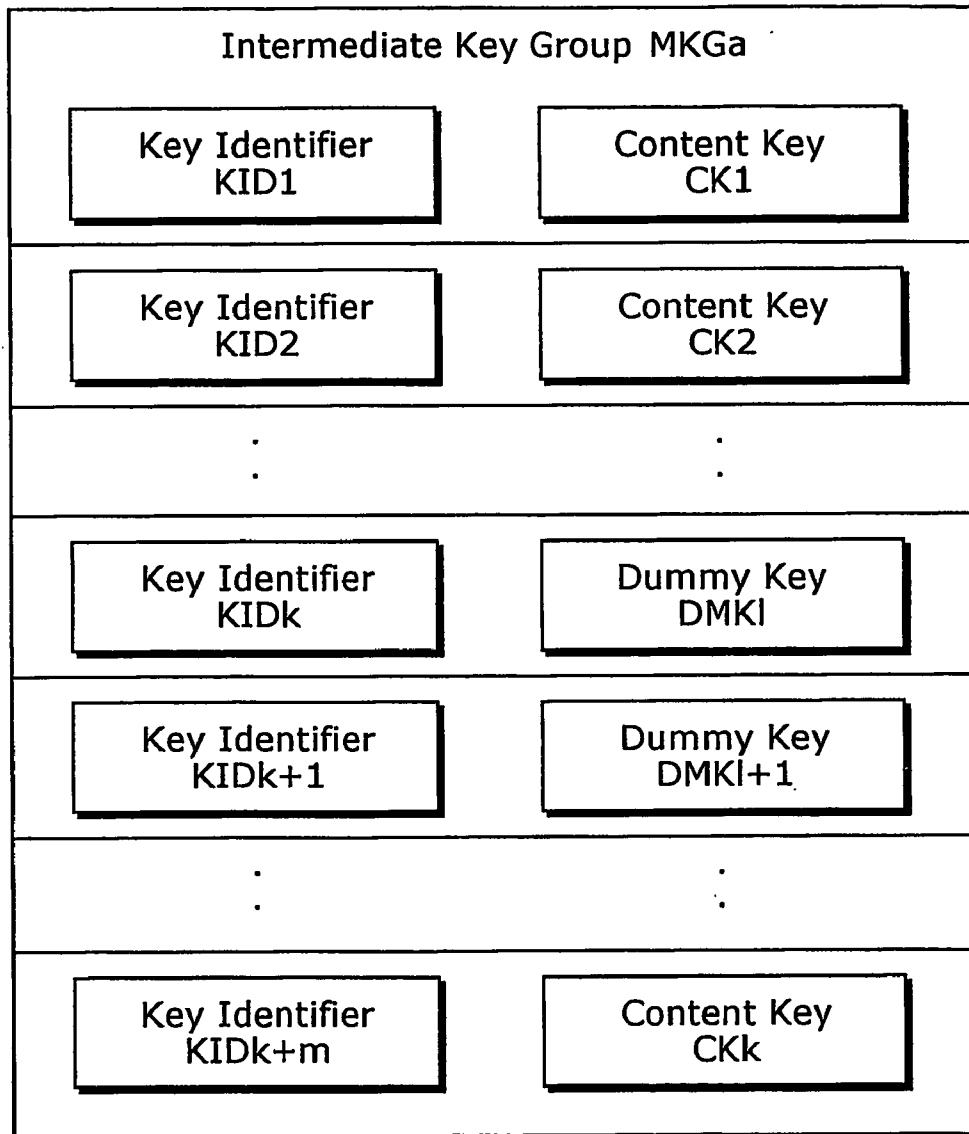 Intermediate Key Group MKGa
Key Identifier
KID1
Content Key
CK1
Key Identifier
KID2
Content Key
CK2
Key Identifier
KIDk
Dummy Key
DMKl
Key Identifier
KIDk+1
Dummy Key
DMKl+1
Key Identifier
KIDk+m
Content Key
CKk